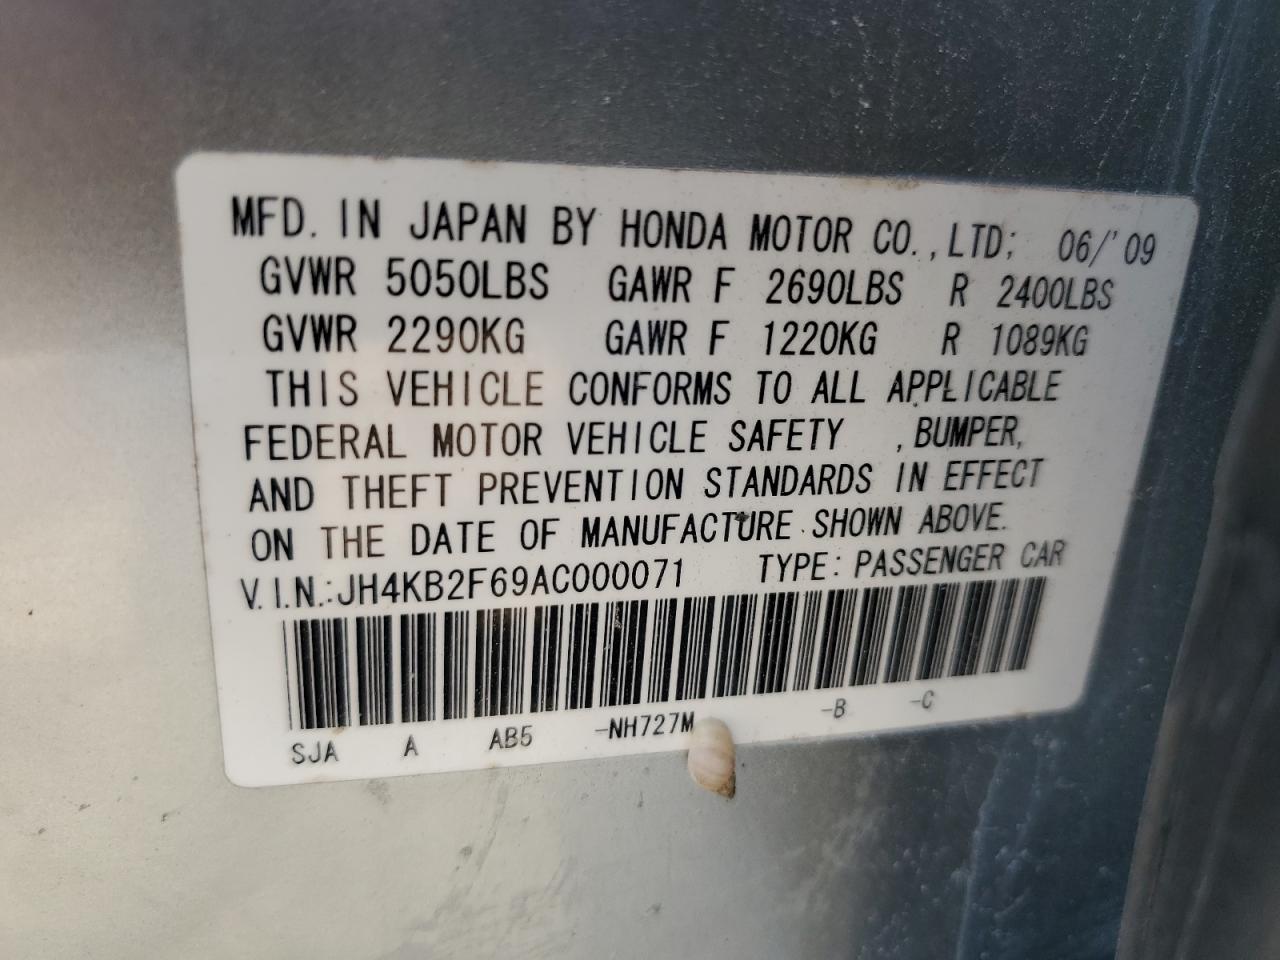 MFD. IN JAPAN BY HONDA MOTOR CO.,LTD; 06/'09
GVWR 5050LBS GAWR F 2690LBS R 2400LBS
GVWR 2290KG GAWR F 1220KG R 1089KG
THIS VEHICLE CONFORMS TO ALL APPLICABLE
FEDERAL MOTOR VEHICLE SAFETY ,BUMPER,
AND THEFT PREVENTION STANDARDS IN EFFECT
ON THE DATE OF MANUFACTURE SHOWN ABOVE.
V.I.N.:JH4KB2F69AC000071 TYPE: PASSENGER CAR
SJA A AB5 -NH727M -B -C